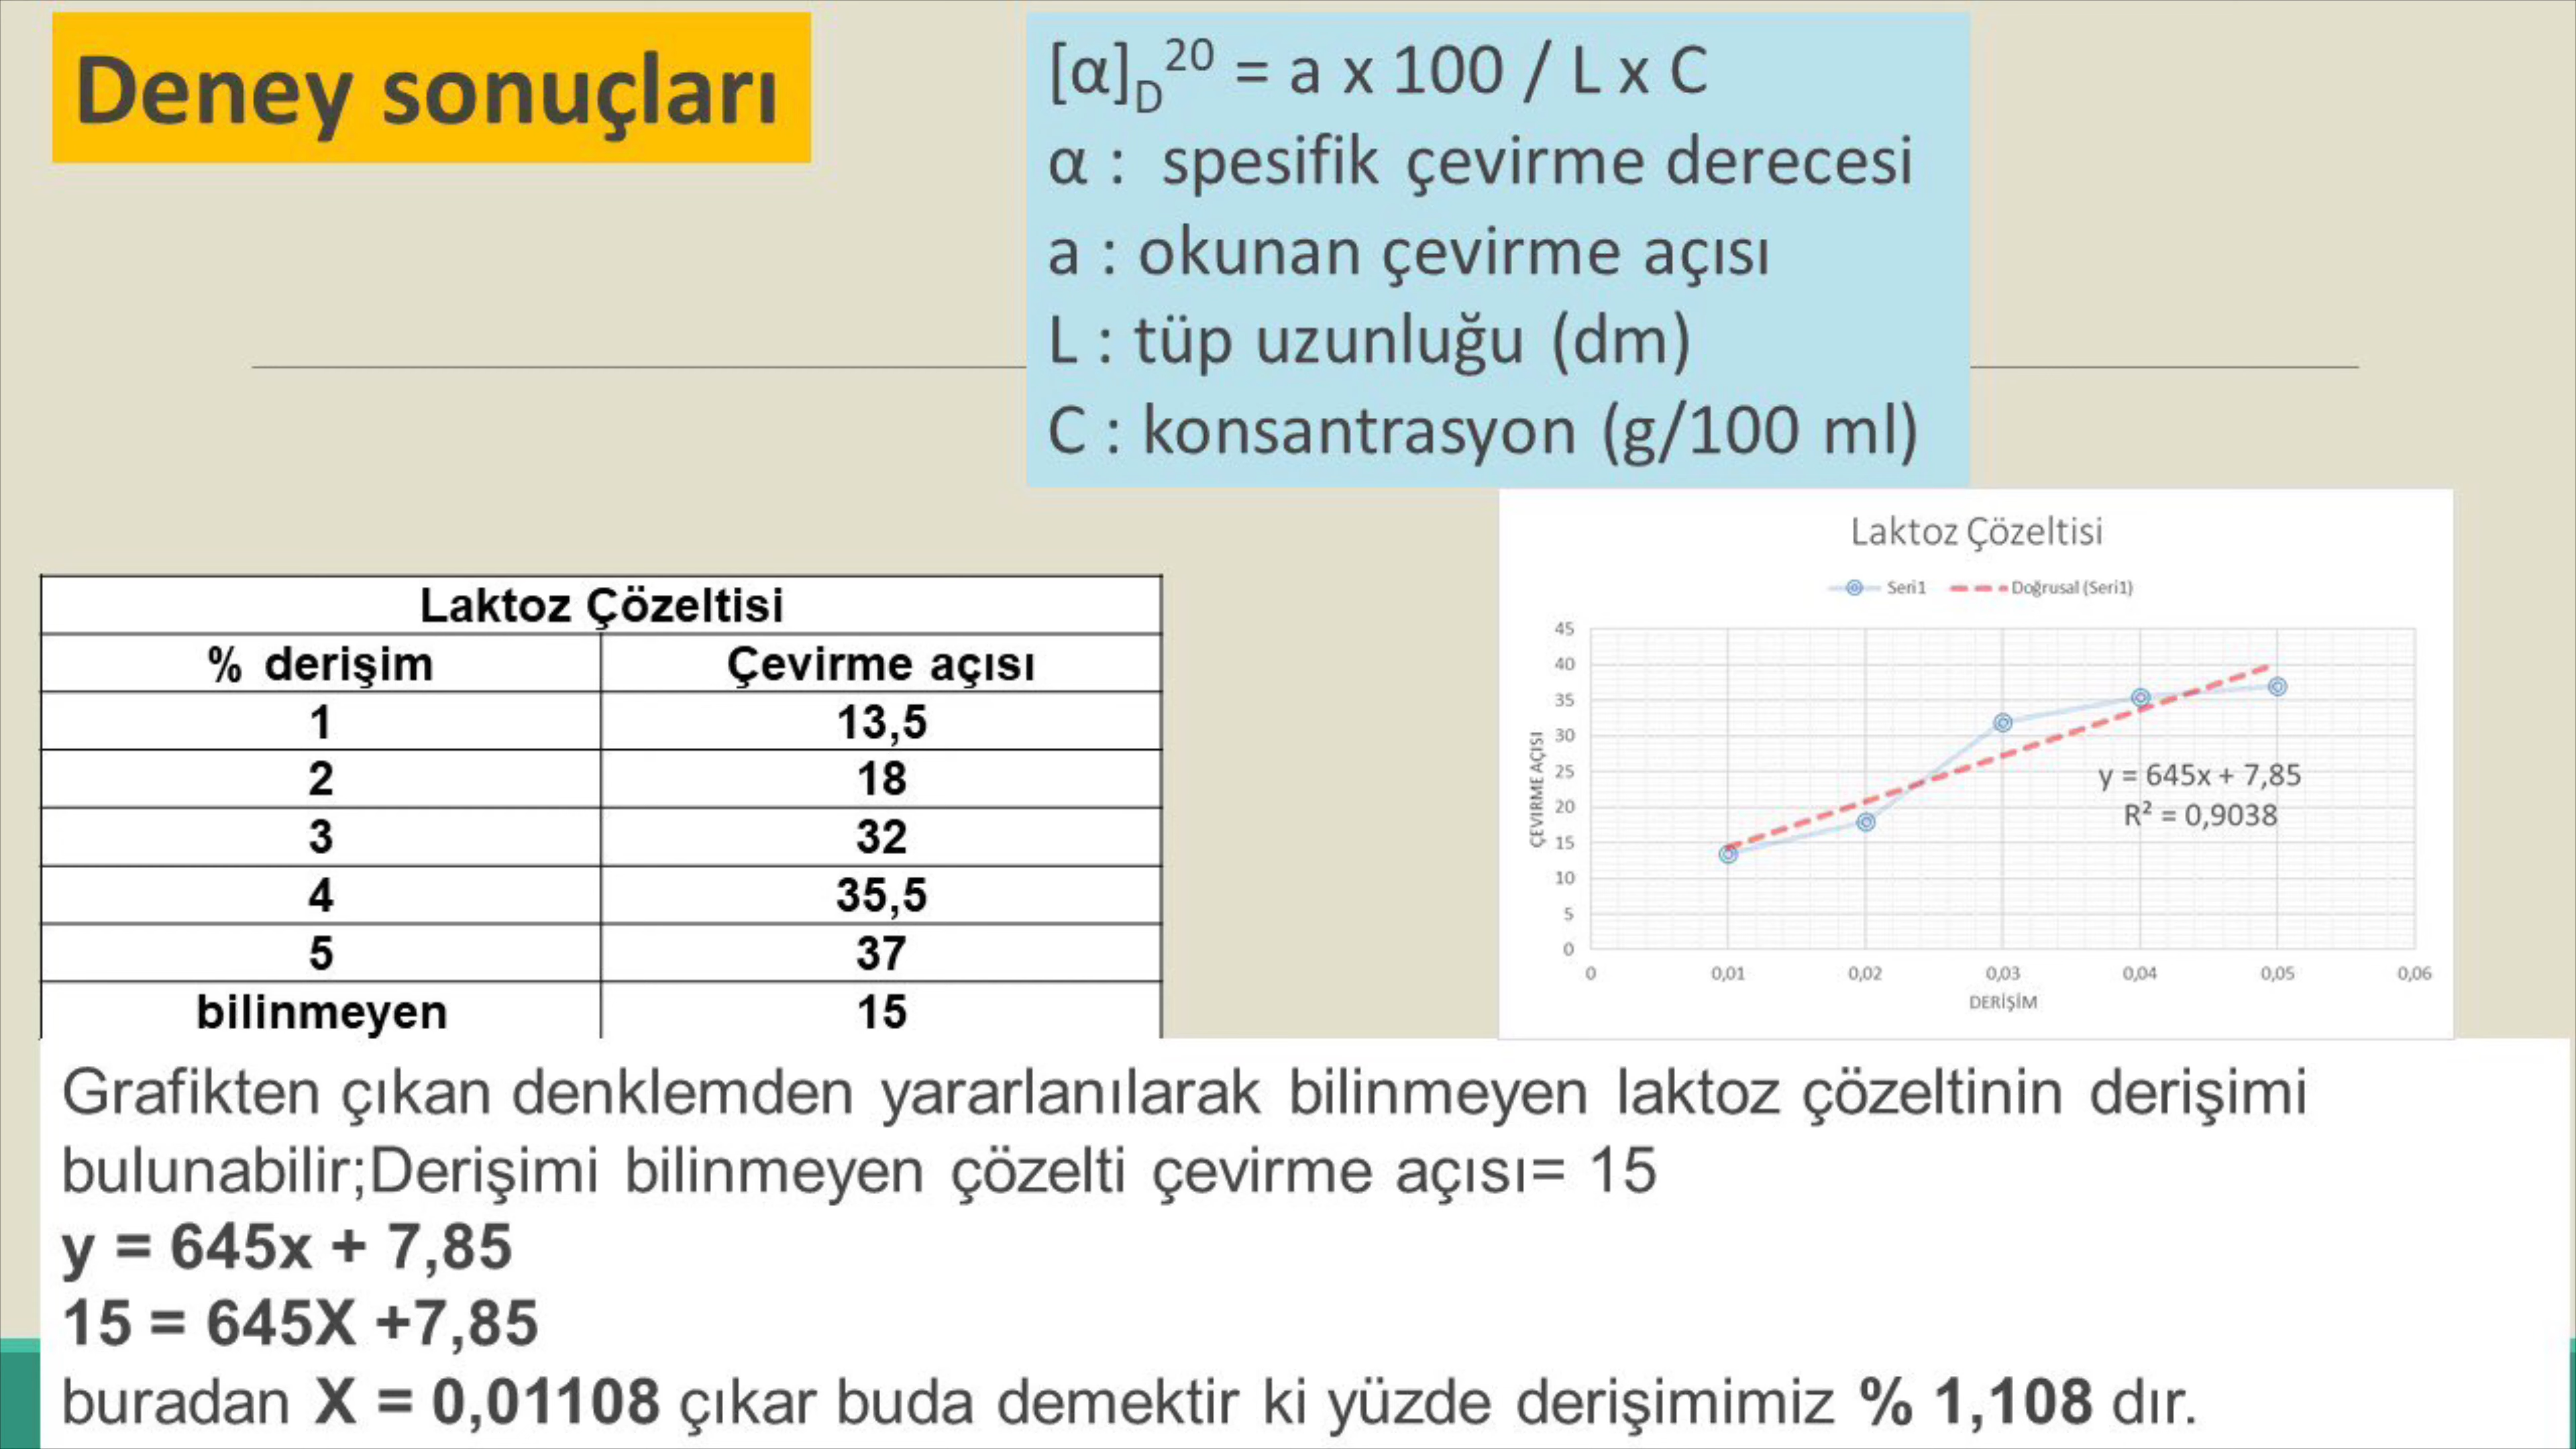 Deney sonuçları
[α]D20 = a x 100 / L x C
α : spesifik çevirme derecesi
a : okunan çevirme açısı
L : tüp uzunluğu (dm)
C : konsantrasyon (g/100 ml)
Laktoz Çözeltisi
% derişim Çevirme açısı
1 13,5
2 18
3 32
4 35,5
5 37
bilinmeyen 15
Laktoz Çözeltisi
Seri1 Doğrusal (Seri1)
45
40
35
30
25
20
15
10
5
0
ÇEVIRME AÇISI
y = 645x + 7,85
R² = 0,9038
0 0,01 0,02 0,03 0,04 0,05 0,06
DERİŞİM
Grafikten çıkan denklemden yararlanılarak bilinmeyen laktoz çözeltinin derişimi
bulunabilir;Derişimi bilinmeyen çözelti çevirme açısı= 15
y = 645x + 7,85
15 = 645X +7,85
buradan X = 0,01108 çıkar buda demektir ki yüzde derişimimiz % 1,108 dır.